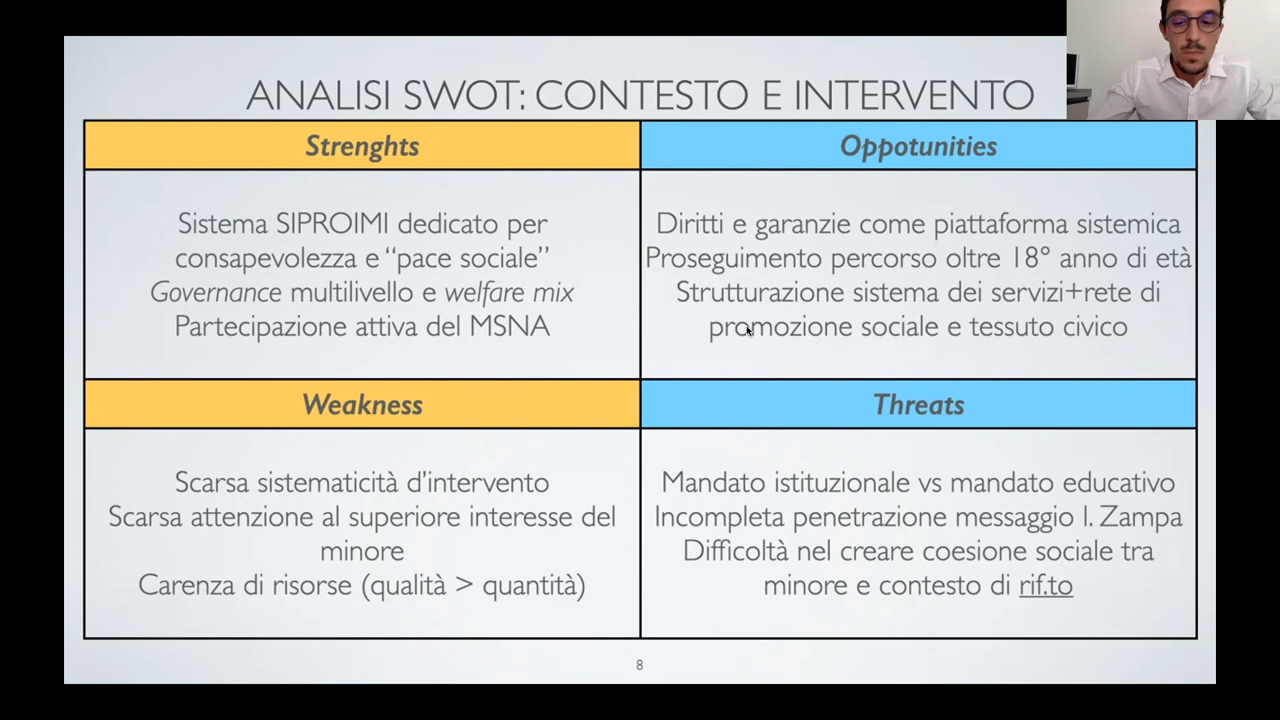 ANALISI SWOT: CONTESTO E INTERVENTO
Strenghts
Sistema SIPROIMI dedicato per
consapevolezza e “pace sociale”
Governance multilivello e welfare mix
Partecipazione attiva del MSNA
Oppotunities
Diritti e garanzie come piattaforma sistemica
Proseguimento percorso oltre 18° anno di età
Strutturazione sistema dei servizi+rete di
promozione sociale e tessuto civico
Weakness
Scarsa sistematicità d’intervento
Scarsa attenzione al superiore interesse del
minore
Carenza di risorse (qualità > quantità)
Threats
Mandato istituzionale vs mandato educativo
Incompleta penetrazione messaggio l. Zampa
Difficoltà nel creare coesione sociale tra
minore e contesto di rif.to
8